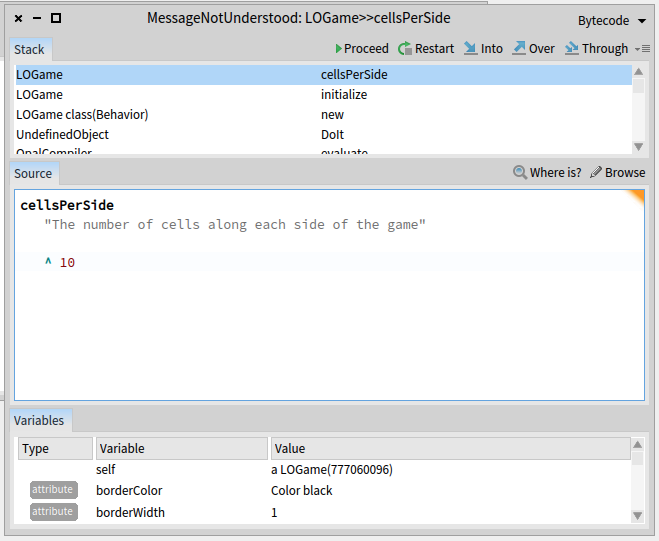 MessageNotUnderstood: LOGame>>cellsPerSide
Bytecode
Stack
Proceed Restart Into Over Through
LOGame cellsPerSide
LOGame initialize
LOGame class(Behavior) new
UndefinedObject DoIt
OpalCompiler evaluate
Source
Where is? Browse
cellsPerSide
"The number of cells along each side of the game"
^ 10
Variables
Type Variable Value
self a LOGame(777060096)
attribute borderColor Color black
attribute borderWidth 1